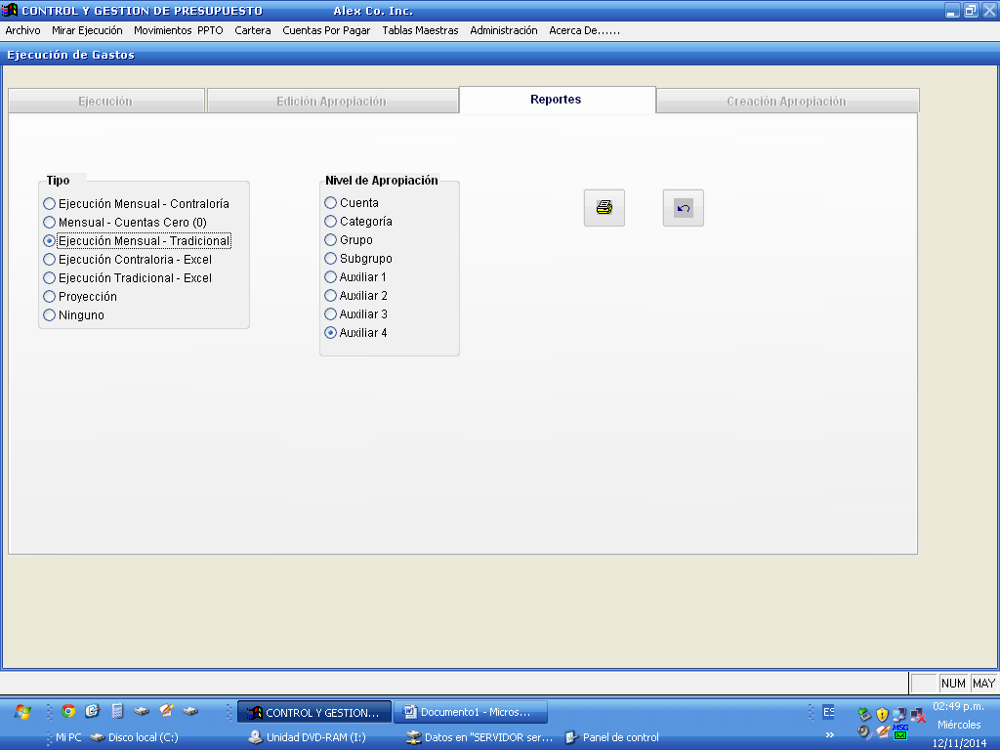 CONTROL Y GESTION DE PRESUPUESTO Alex Co. Inc.
Archivo Mirar Ejecución Movimientos PPTO Cartera Cuentas Por Pagar Tablas Maestras Administración Acerca De......
Ejecución de Gastos
Ejecución Edición Apropiación Reportes Creación Apropiación
Tipo
Ejecución Mensual - Contraloría
Mensual - Cuentas Cero (0)
Ejecución Mensual - Tradicional
Ejecución Contraloria - Excel
Ejecución Tradicional - Excel
Proyección
Ninguno
Nivel de Apropiación
Cuenta
Categoría
Grupo
Subgrupo
Auxiliar 1
Auxiliar 2
Auxiliar 3
Auxiliar 4
NUM MAY
CONTROL Y GESTION... Documento1 - Micros... ES 02:49 p.m.
Miércoles
MSG
Mi PC Disco local (C:) Unidad DVD-RAM (I:) Datos en "SERVIDOR ser... Panel de control » 12/11/2014